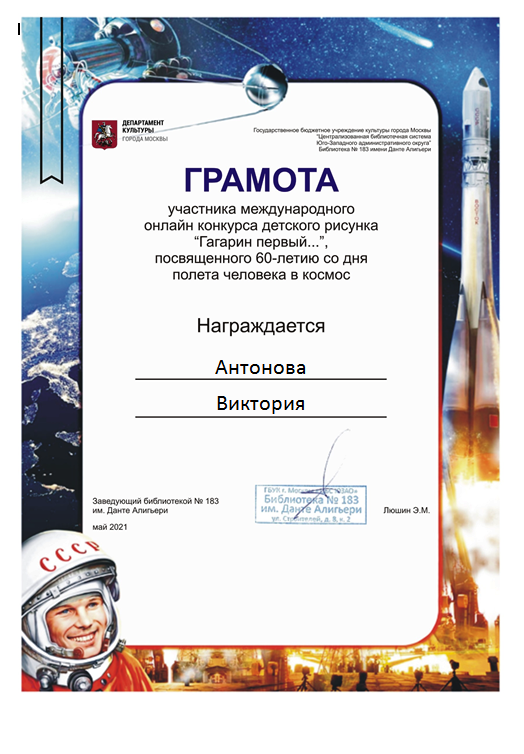 ДЕПАРТАМЕНТ
КУЛЬТУРЫ
ГОРОДА МОСКВЫ
Государственное бюджетное учреждение культуры города Москвы
"Централизованная библиотечная система
Юго-Западного административного округа"
Библиотека № 183 имени Данте Алигьери
ГРАМОТА
участника международного
онлайн конкурса детского рисунка
“Гагарин первый...”,
посвященного 60-летию со дня
полета человека в космос
Награждается
Антонова
Виктория
Заведующий библиотекой № 183
им. Данте Алигьери
ГБУК г. Москвы «ЦБС ЮЗАО»
Библиотека № 183
им. Данте Алигьери
ул. Строителей, д. 8, к. 2
Люшин Э.М.
май 2021
СССР
ВОСТОК